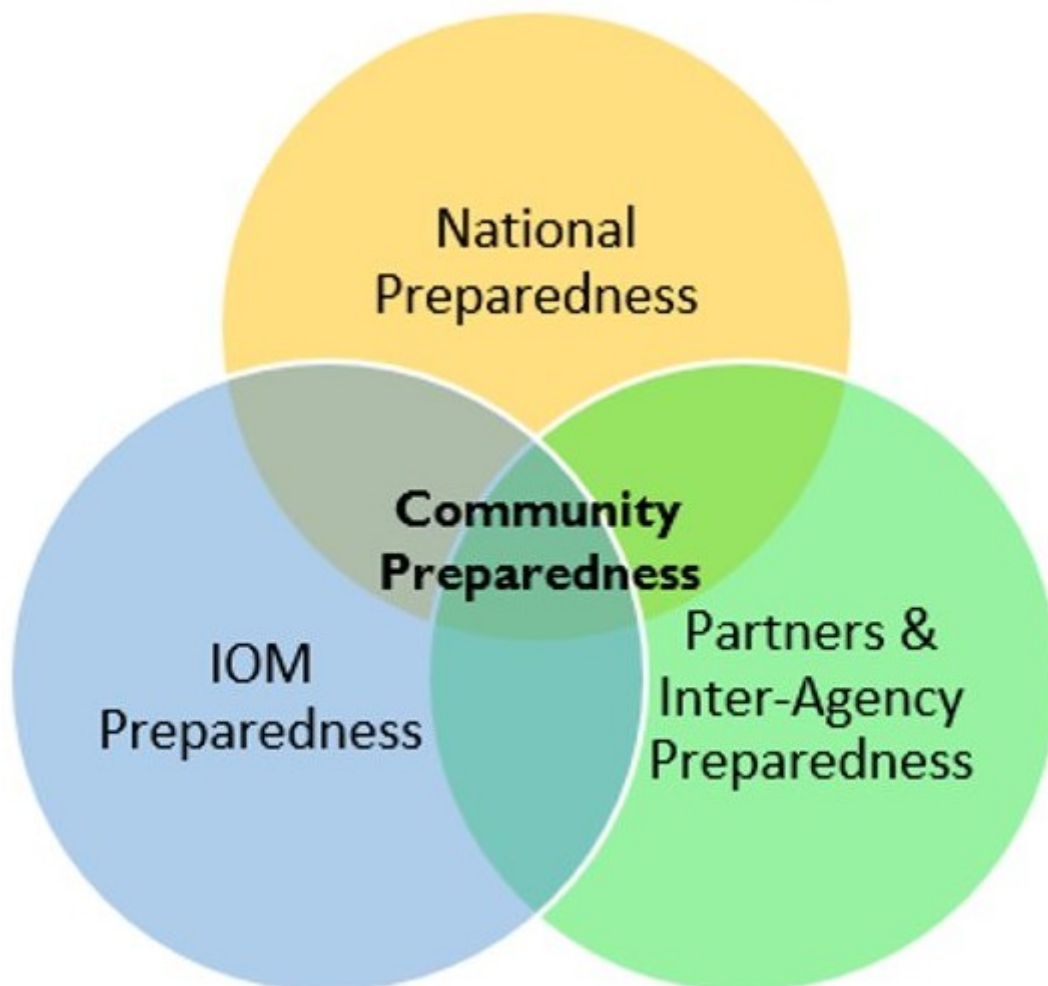 National
Preparedness
Community
Preparedness
IOM
Preparedness
Partners &
Inter-Agency
Preparedness